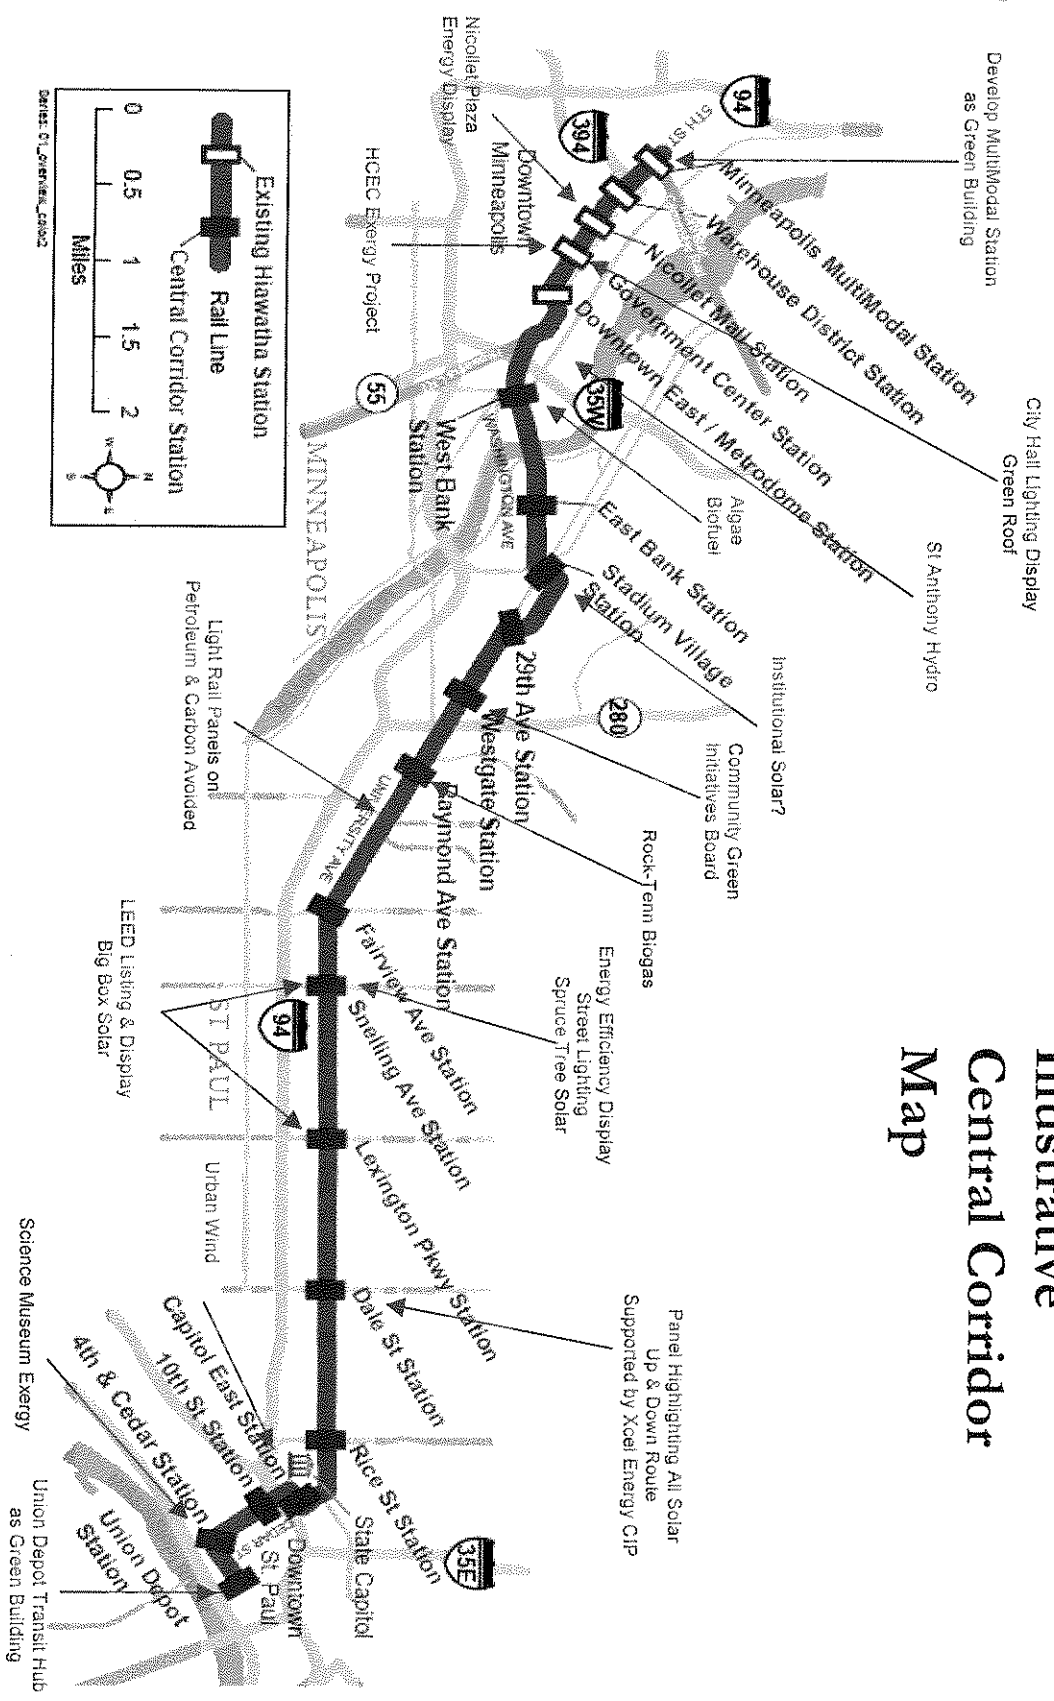 Illustrative
Central Corridor
Map
Develop MultiModal Station
as Green Building
City Hall Lighting Display
Green Roof
St Anthony Hydro
Institutional Solar?
Community Green
Initiatives Board
Rock-Tenn Biogas
Energy Efficiency Display
Street Lighting
Spruce Tree Solar
Panel Highlighting All Solar
Up & Down Route
Supported by Xcel Energy CIP
Algae
Biofuel
94
394
5TH ST
35W
55
280
94
35E
Minneapolis MultiModal Station
Warehouse District Station
Nicollet Mall Station
Government Center Station
Downtown East / Metrodome Station
East Bank Station
Stadium Village
Station
29th Ave Station
Westgate Station
Raymond Ave Station
Fairview Ave Station
Snelling Ave Station
Lexington Pkwy Station
Dale St Station
Rice St Station
State Capitol
Downtown
St. Paul
Nicollet Plaza
Energy Display
Downtown
Minneapolis
HCEC Exergy Project
West Bank
Station
WASHINGTON AVE
MINNEAPOLIS
UNIVERSITY AVE
Light Rail Panels on
Petroleum & Carbon Avoided
LEED Listing & Display
Big Box Solar
ST PAUL
Urban Wind
Capitol East Station
10th St Station
4th & Cedar Station
Union Depot
Station
Science Museum Exergy
Union Depot Transit Hub
as Green Building
Existing Hiawatha Station
Rail Line
Central Corridor Station
0 0.5 1 1.5 2
Miles
N
W
E
S
Series: 01_overview_color2